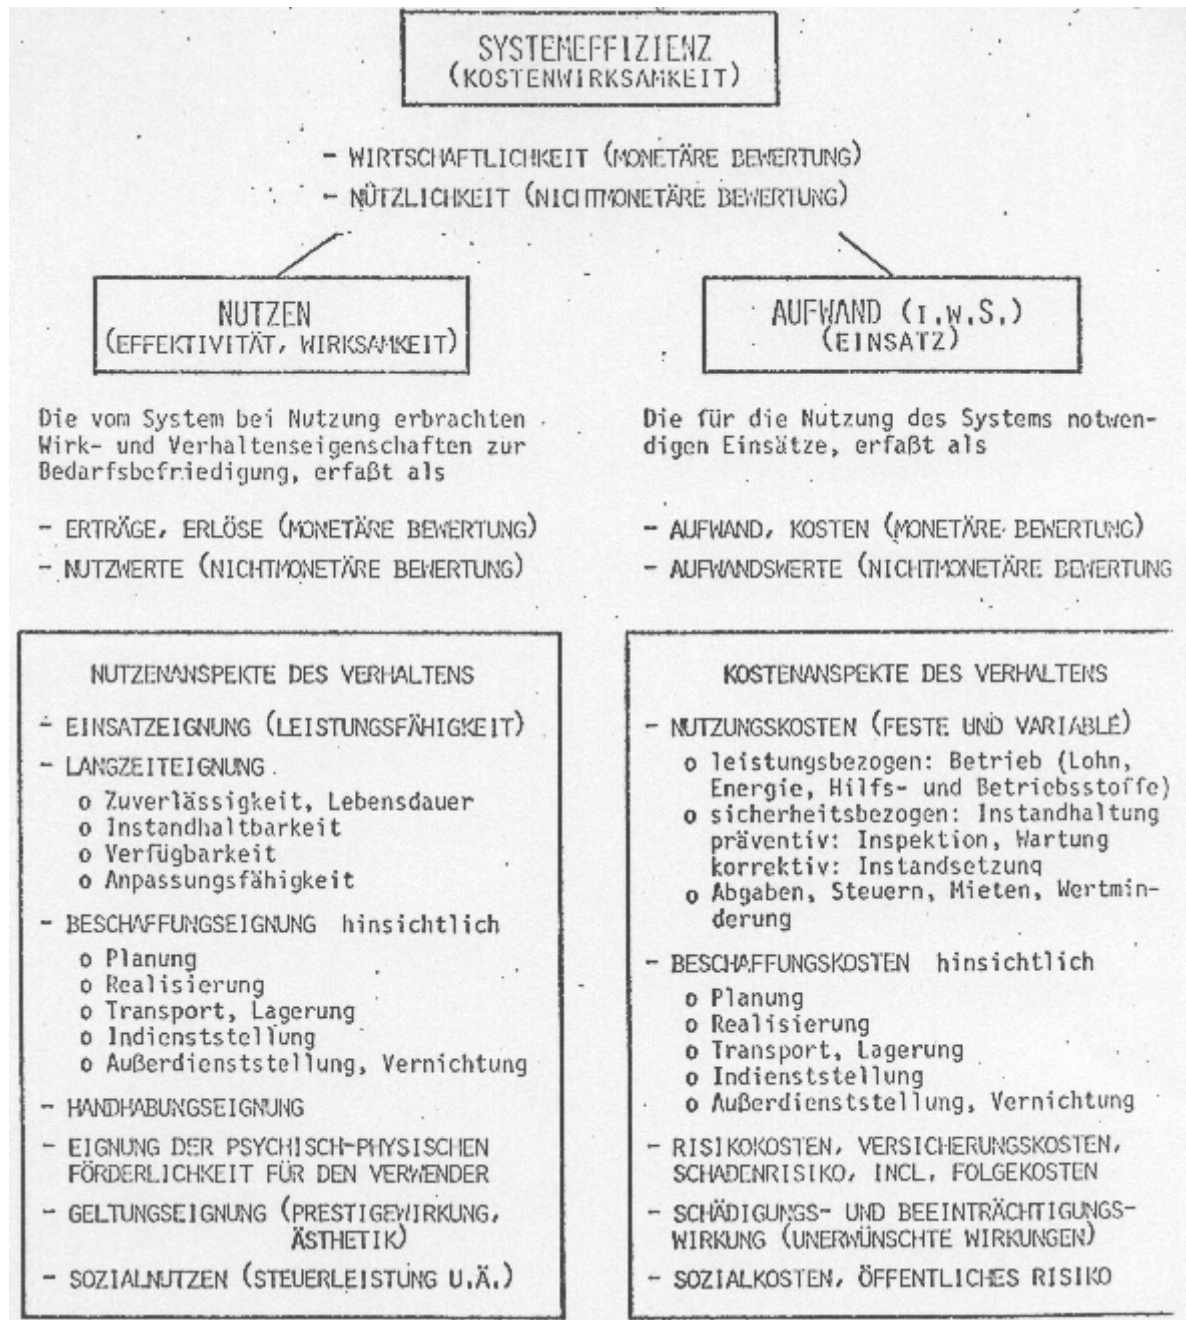 SYSTEMEFFIZIENZ
(KOSTENWIRKSAMKEIT)
- WIRTSCHAFTLICHKEIT (MONETÄRE BEWERTUNG)
- NÜTZLICHKEIT (NICHTMONETÄRE BEWERTUNG)
NUTZEN
(EFFEKTIVITÄT, WIRKSAMKEIT)
Die vom System bei Nutzung erbrachten
Wirk- und Verhaltenseigenschaften zur
Bedarfsbefriedigung, erfaßt als
- ERTRÄGE, ERLÖSE (MONETÄRE BEWERTUNG)
- NUTZWERTE (NICHTMONETÄRE BEWERTUNG)
NUTZENANSPEKTE DES VERHALTENS
- EINSATZEIGNUNG (LEISTUNGSFÄHIGKEIT)
- LANGZEITEIGNUNG
o Zuverlässigkeit, Lebensdauer
o Instandhaltbarkeit
o Verfügbarkeit
o Anpassungsfähigkeit
- BESCHAFFUNGSEIGNUNG hinsichtlich
o Planung
o Realisierung
o Transport, Lagerung
o Indienststellung
o Außerdienststellung, Vernichtung
- HANDHABUNGSEIGNUNG
- EIGNUNG DER PSYCHISCH-PHYSISCHEN
FÖRDERLICHKEIT FÜR DEN VERWENDER
- GELTUNGSEIGNUNG (PRESTIGEWIRKUNG,
ÄSTHETIK)
- SOZIALNUTZEN (STEUERLEISTUNG U.Ä.)
AUFWAND (I.W.S.)
(EINSATZ)
Die für die Nutzung des Systems notwen-
digen Einsätze, erfaßt als
- AUFWAND, KOSTEN (MONETÄRE BEWERTUNG)
- AUFWANDSWERTE (NICHTMONETÄRE BEWERTUNG
KOSTENANSPEKTE DES VERHALTENS
- NUTZUNGSKOSTEN (FESTE UND VARIABLE)
o leistungsbezogen: Betrieb (Lohn,
Energie, Hilfs- und Betriebsstoffe)
o sicherheitsbezogen: Instandhaltung
präventiv: Inspektion, Wartung
korrektiv: Instandsetzung
o Abgaben, Steuern, Mieten, Wertmin-
derung
- BESCHAFFUNGSKOSTEN hinsichtlich
o Planung
o Realisierung
o Transport, Lagerung
o Indienststellung
o Außerdienststellung, Vernichtung
- RISIKOKOSTEN, VERSICHERUNGSKOSTEN,
SCHADENRISIKO, INCL. FOLGEKOSTEN
- SCHÄDIGUNGS- UND BEEINTRÄCHTIGUNGS-
WIRKUNG (UNERWÜNSCHTE WIRKUNGEN)
- SOZIALKOSTEN, ÖFFENTLICHES RISIKO